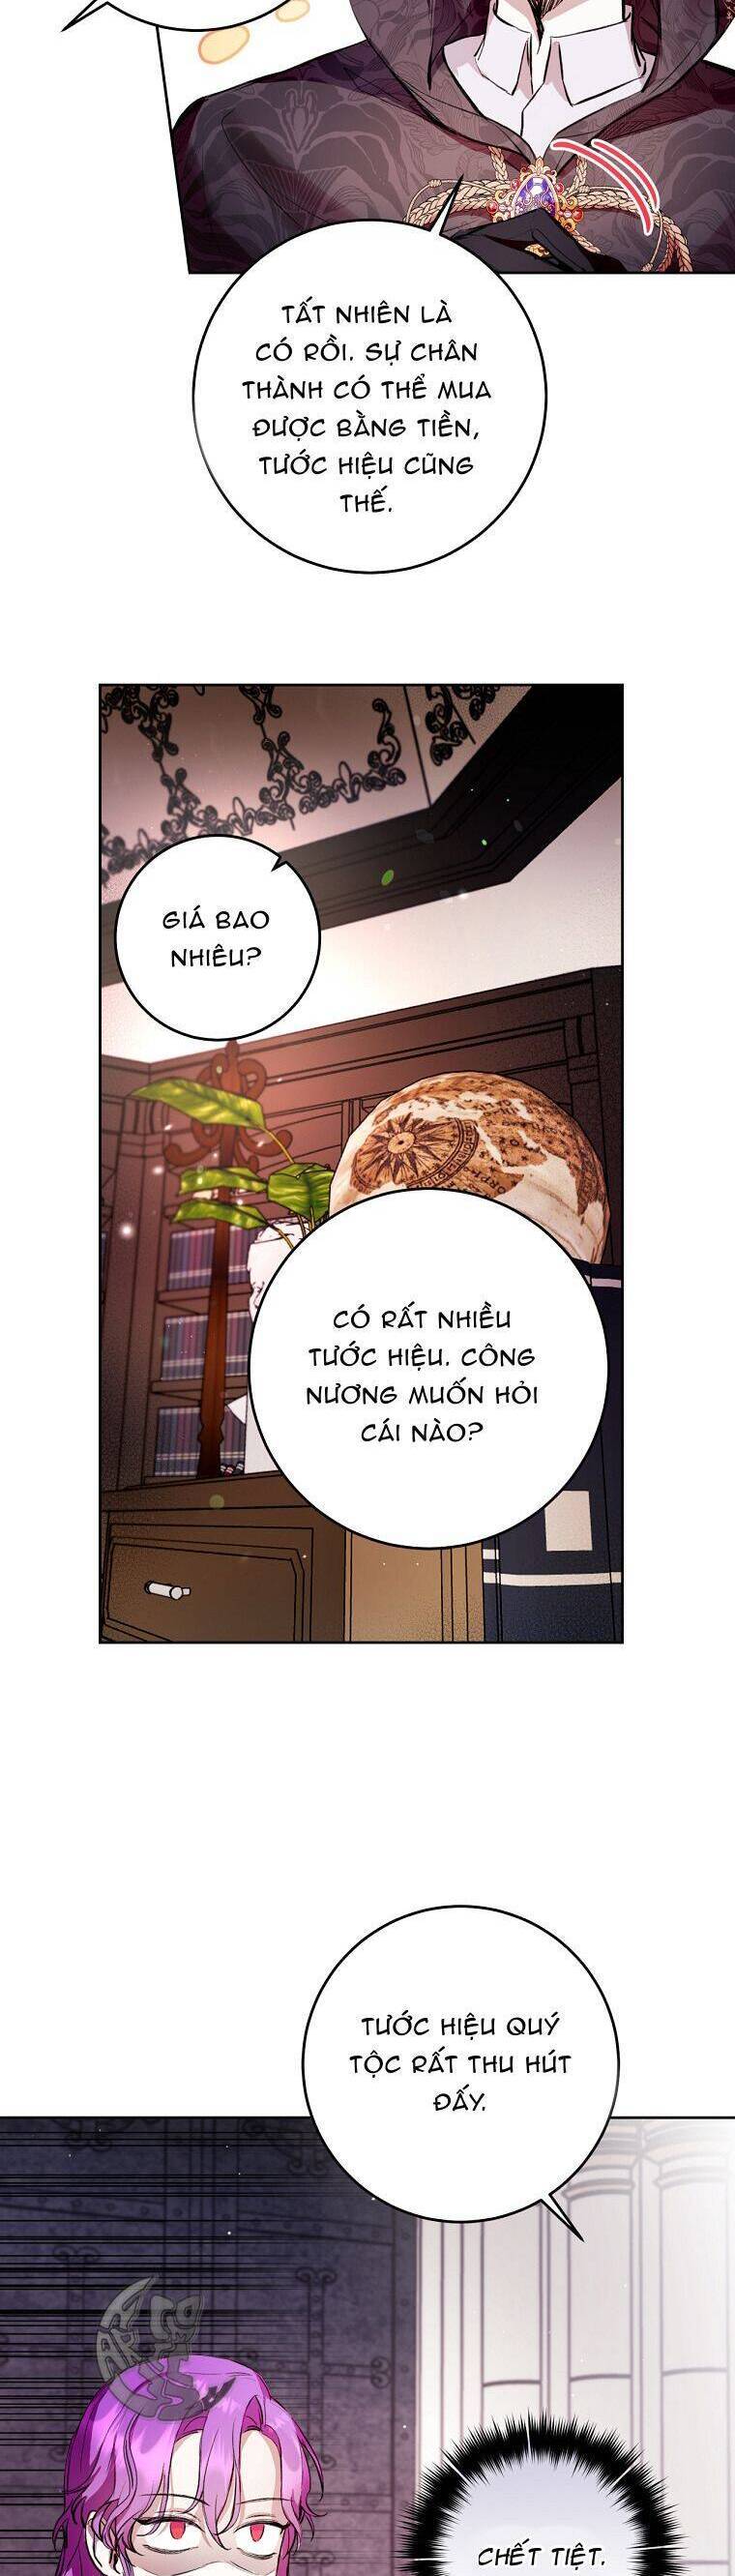 TẤT NHIÊN LÀ
CÓ RỒI. SỰ CHÂN
THÀNH CÓ THỂ MUA
ĐƯỢC BẰNG TIỀN,
TƯỚC HIỆU CŨNG
THẾ.
GIÁ BAO
NHIÊU?
CÓ RẤT NHIỀU
TƯỚC HIỆU. CÔNG
NƯƠNG MUỐN HỎI
CÁI NÀO?
TƯỚC HIỆU QUÝ
TỘC RẤT THU HÚT
ĐẤY.
CHẾT TIỆT.